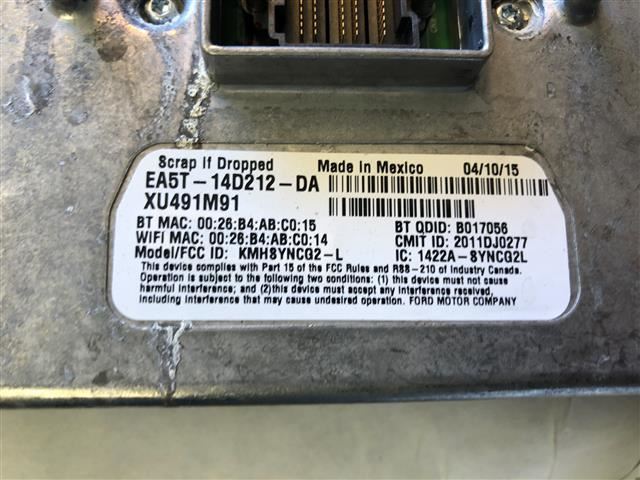 Scrap if Dropped Made in Mexico 04/10/15
EA5T-14D212-DA
XU491M91
BT MAC: 00:26:B4:AB:C0:15 BT QDID: B017056
WIFI MAC: 00:26:B4:AB:C0:14 CMIT ID: 2011DJ0277
Model/FCC ID: KMH8YNCG2-L IC: 1422A-8YNCG2L
This device complies with Part 15 of the FCC Rules and R88-210 of Industry Canada.
Operation is subject to the following two conditions: (1) this device may not cause
harmful interference; and (2)this device must accept any interference received,
including interference that may cause undesired operation. FORD MOTOR COMPANY